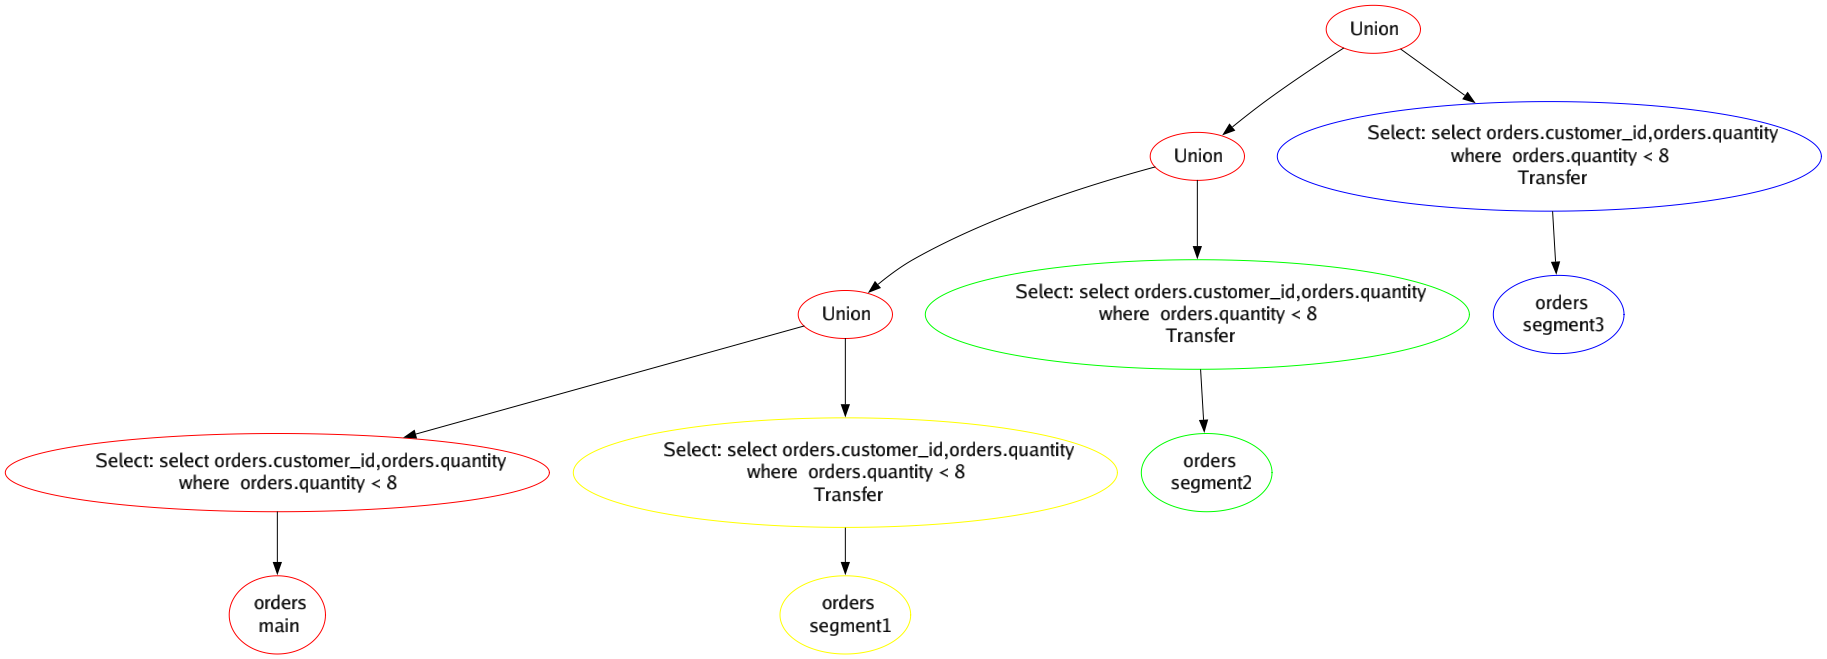 Union
Union
Select: select orders.customer_id,orders.quantity
where  orders.quantity < 8
Transfer
Union
Select: select orders.customer_id,orders.quantity
where  orders.quantity < 8
Transfer
orders
segment3
Select: select orders.customer_id,orders.quantity
where  orders.quantity < 8
Select: select orders.customer_id,orders.quantity
where  orders.quantity < 8
Transfer
orders
segment2
orders
main
orders
segment1